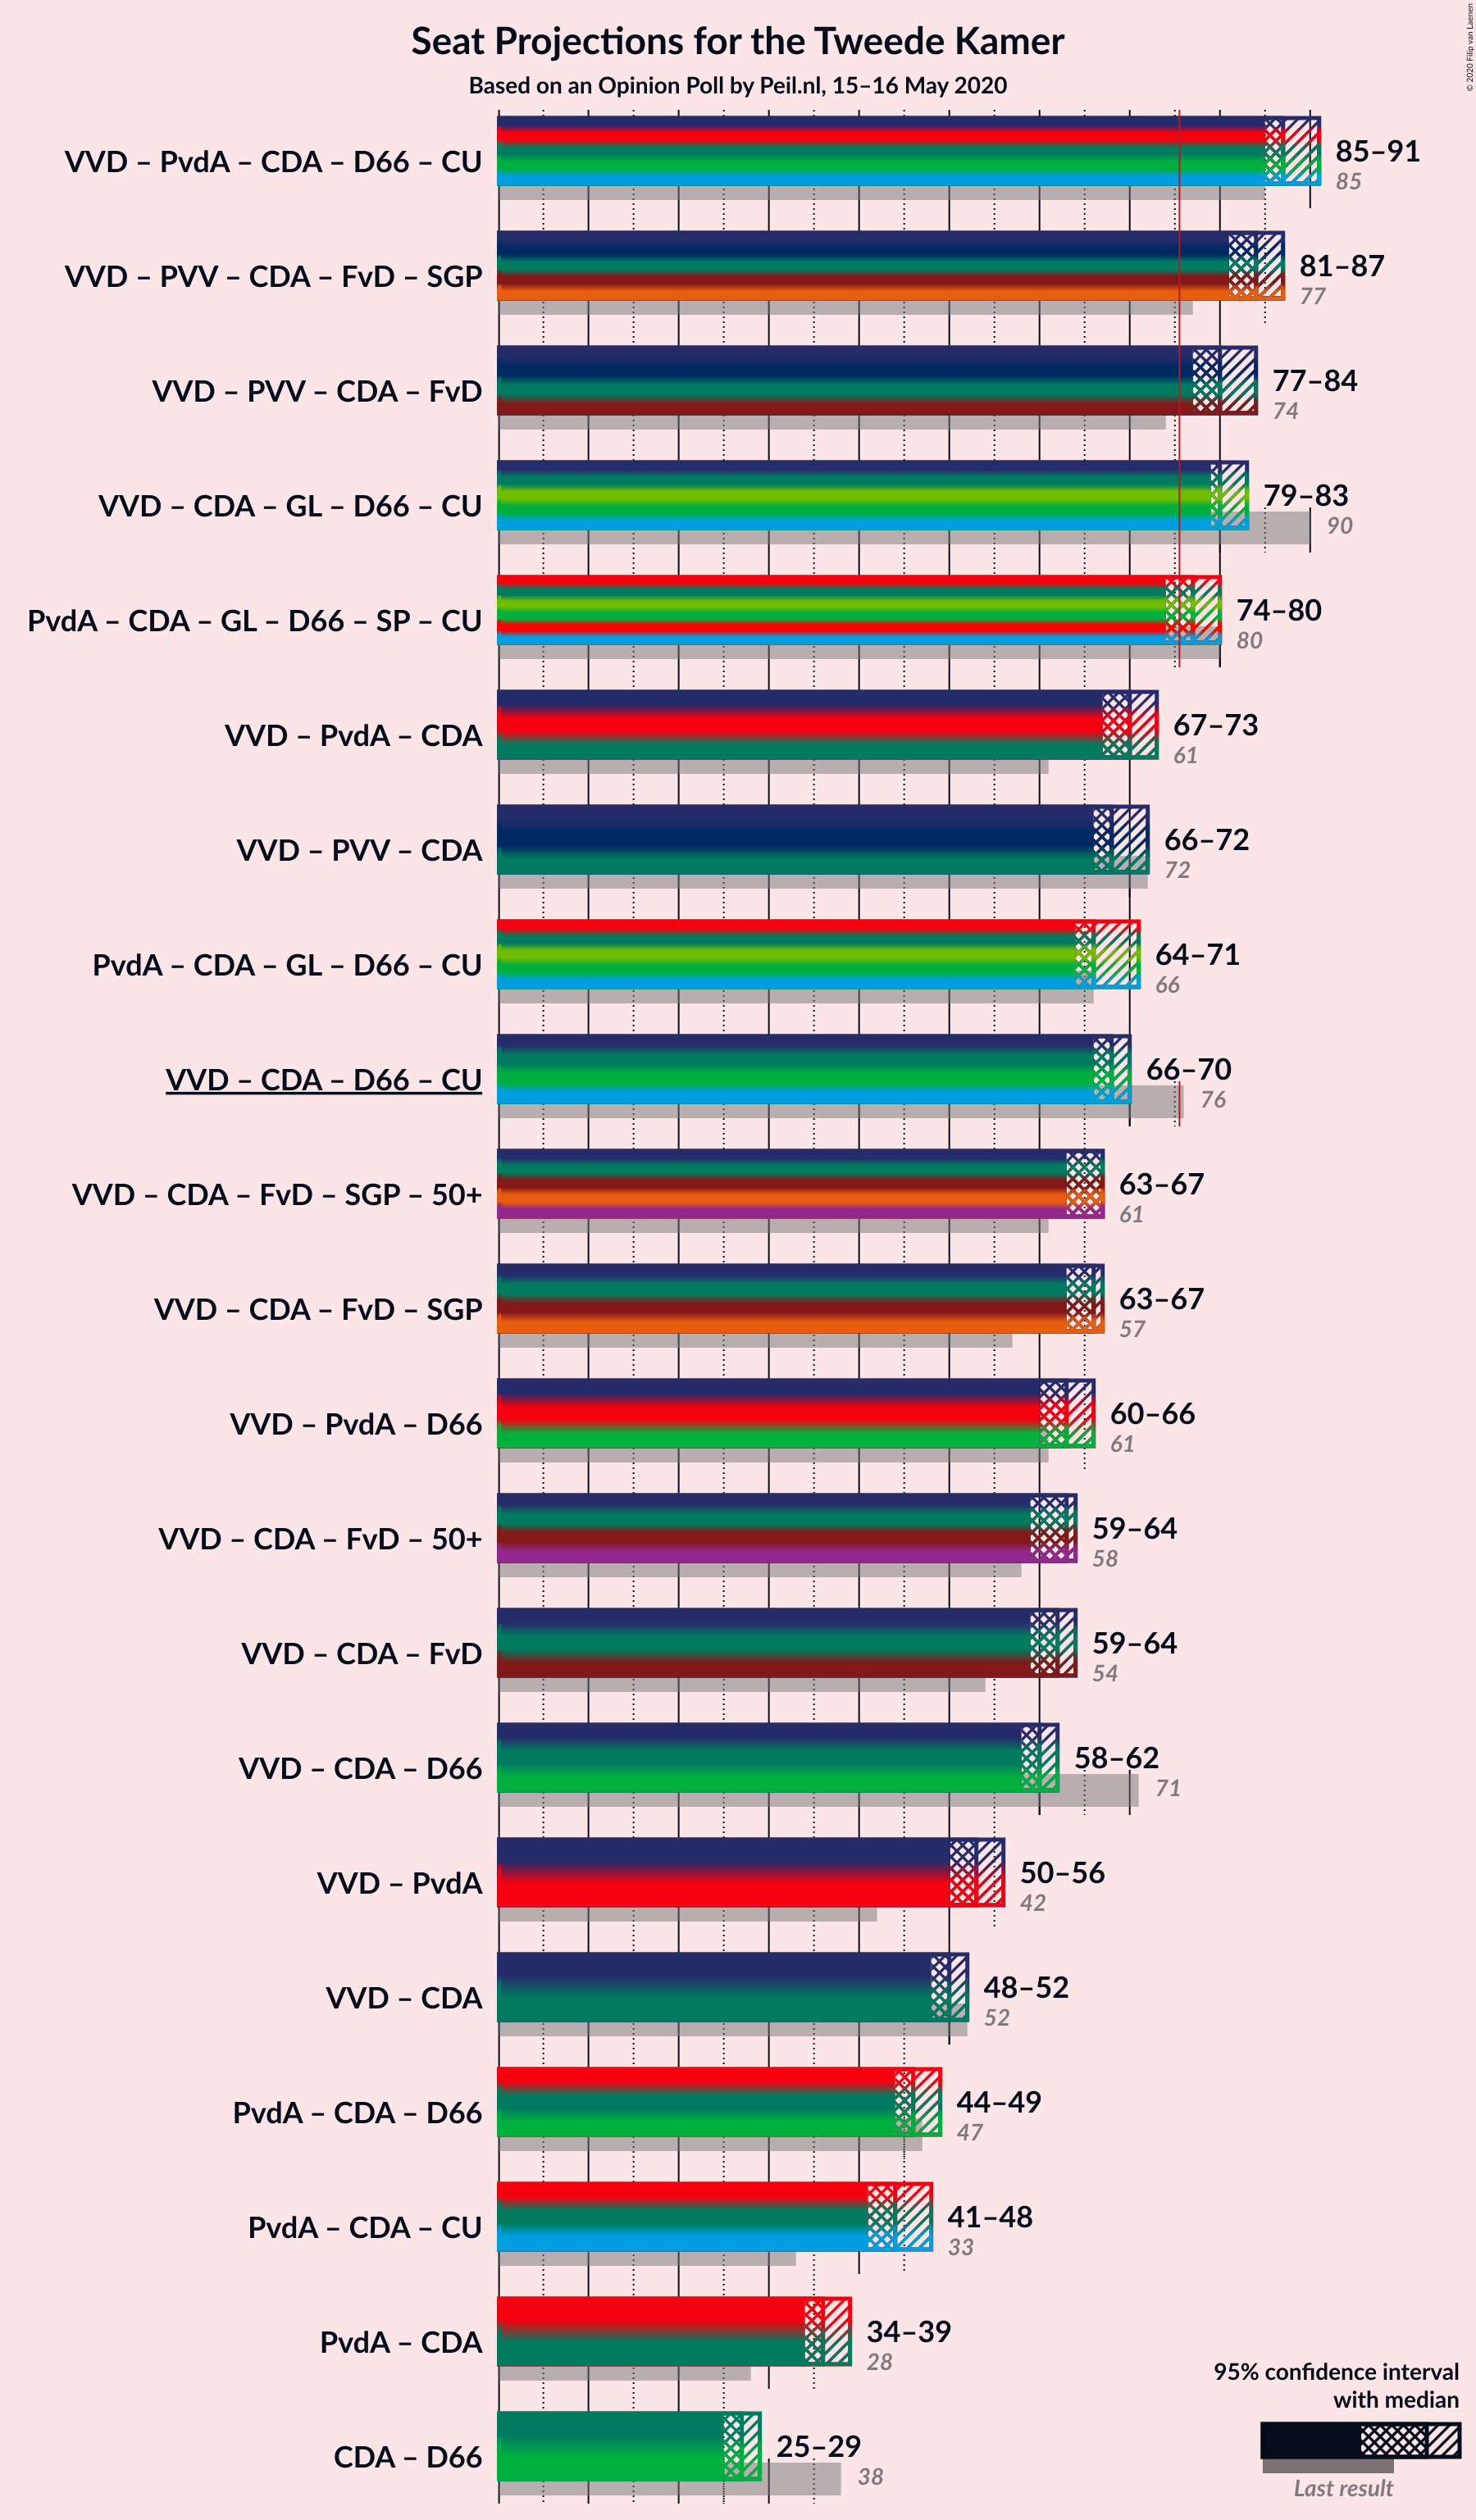 Seat Projections for the Tweede Kamer
Based on an Opinion Poll by Peil.nl, 15–16 May 2020
© 2020 Filip van Laenen
VVD – PvdA – CDA – D66 – CU
85–91
85
VVD – PVV – CDA – FvD – SGP
81–87
77
VVD – PVV – CDA – FvD
77–84
74
VVD – CDA – GL – D66 – CU
79–83
90
PvdA – CDA – GL – D66 – SP – CU
74–80
80
VVD – PvdA – CDA
67–73
61
VVD – PVV – CDA
66–72
72
PvdA – CDA – GL – D66 – CU
64–71
66
VVD – CDA – D66 – CU
66–70
76
VVD – CDA – FvD – SGP – 50+
63–67
61
VVD – CDA – FvD – SGP
63–67
57
VVD – PvdA – D66
60–66
61
VVD – CDA – FvD – 50+
59–64
58
VVD – CDA – FvD
59–64
54
VVD – CDA – D66
58–62
71
VVD – PvdA
50–56
42
VVD – CDA
48–52
52
PvdA – CDA – D66
44–49
47
PvdA – CDA – CU
41–48
33
PvdA – CDA
34–39
28
CDA – D66
25–29
38
95% confidence interval
with median
Last result